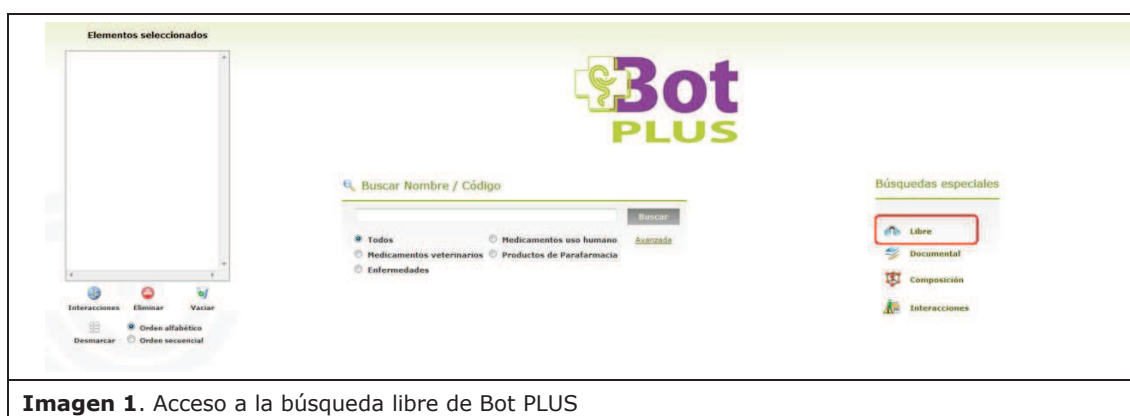 Elementos seleccionados
Bot
PLUS
Buscar Nombre / Código
Búsquedas especiales
Buscar
Todos
Medicamentos uso humano
Avanzada
Medicamentos veterinarios
Productos de Parafarmacia
Enfermedades
Libre
Documental
Composición
Interacciones
Interacciones
Eliminar
Vaciar
Desmarcar
Orden alfabético
Orden secuencial
Imagen 1. Acceso a la búsqueda libre de Bot PLUS